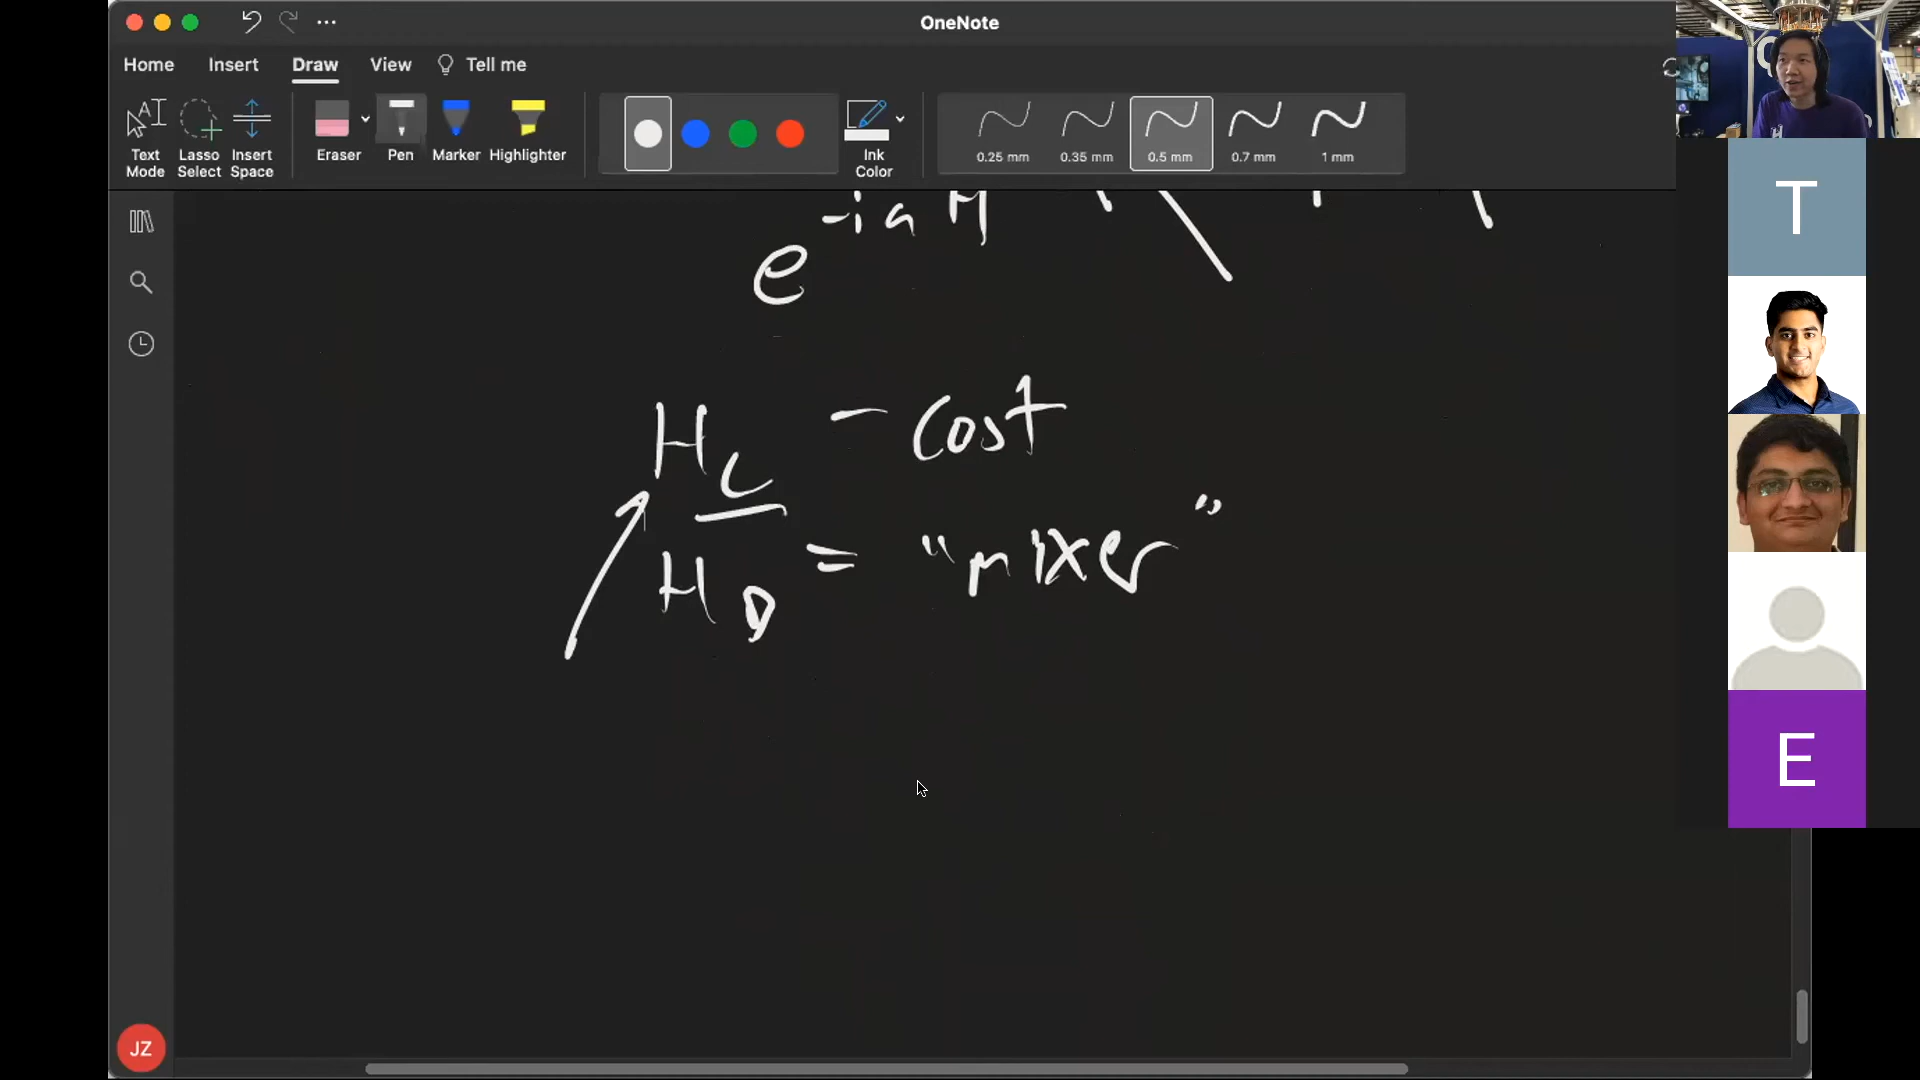 OneNote
Home Insert Draw View Tell me
Text Mode Lasso Select Insert Space Eraser Pen Marker Highlighter Ink Color 0.25 mm 0.35 mm 0.5 mm 0.7 mm 1 mm
e^-iaH
H_C - Cost
H_D = "mixer"
T
E
JZ